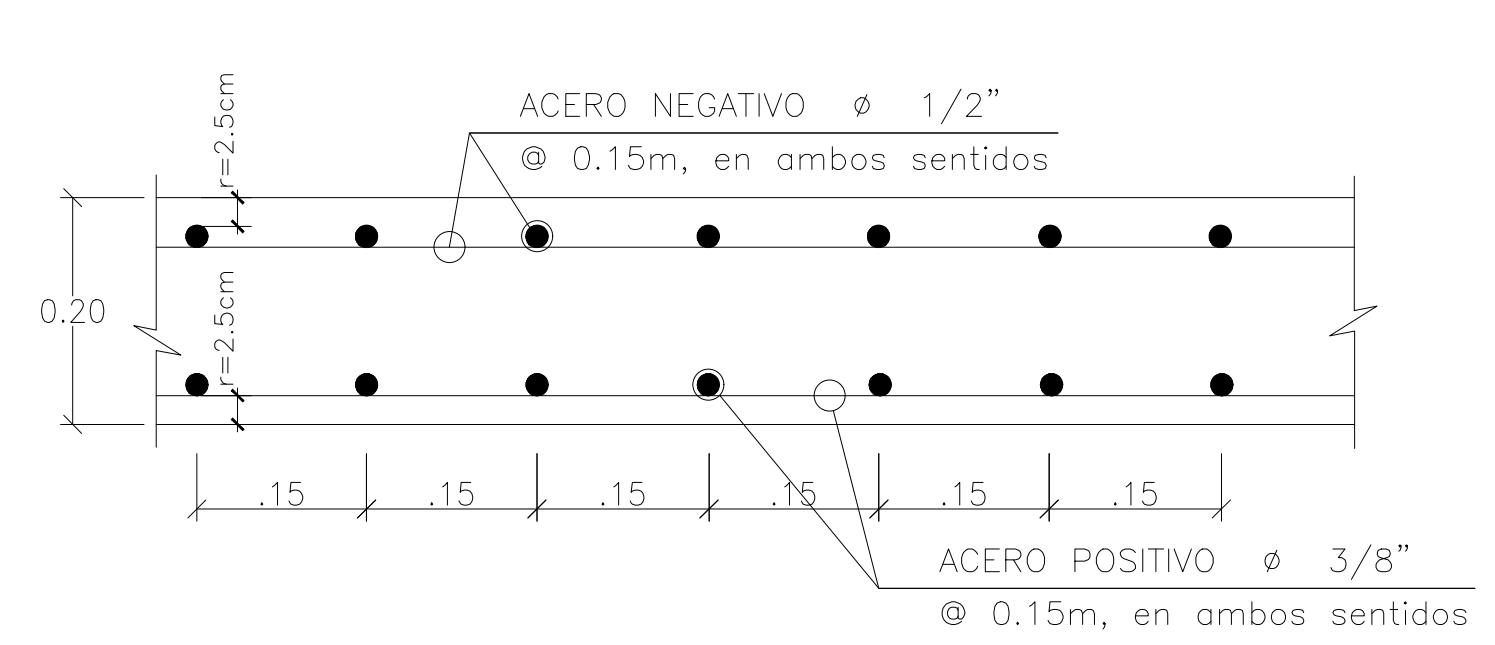 r=2.5cm
ACERO NEGATIVO ø 1/2”
@ 0.15m, en ambos sentidos
0.20
r=2.5cm
.15 .15 .15 .15 .15 .15
ACERO POSITIVO ø 3/8”
@ 0.15m, en ambos sentidos